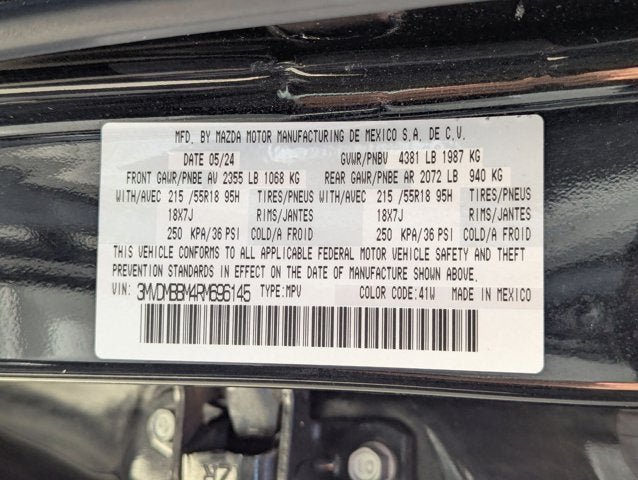 MFD. BY MAZDA MOTOR MANUFACTURING DE MEXICO S.A. DE C.V.
DATE 05/24 GVWR/PNBV 4381 LB 1987 KG
FRONT GAWR/PNBE AV 2355 LB 1068 KG REAR GAWR/PNBE AR 2072 LB 940 KG
WITH/AVEC 215 /55R18 95H TIRES/PNEUS WITH/AVEC 215 /55R18 95H TIRES/PNEUS
18X7J RIMS/JANTES 18X7J RIMS/JANTES
250 KPA/36 PSI COLD/A FROID 250 KPA/36 PSI COLD/A FROID
THIS VEHICLE CONFORMS TO ALL APPLICABLE FEDERAL MOTOR VEHICLE SAFETY AND THEFT
PREVENTION STANDARDS IN EFFECT ON THE DATE OF MANUFACTURE SHOWN ABOVE.
VIN: 3MVDMBBM4RM696145 TYPE:MPV COLOR CODE:41W MADE IN MEXICO